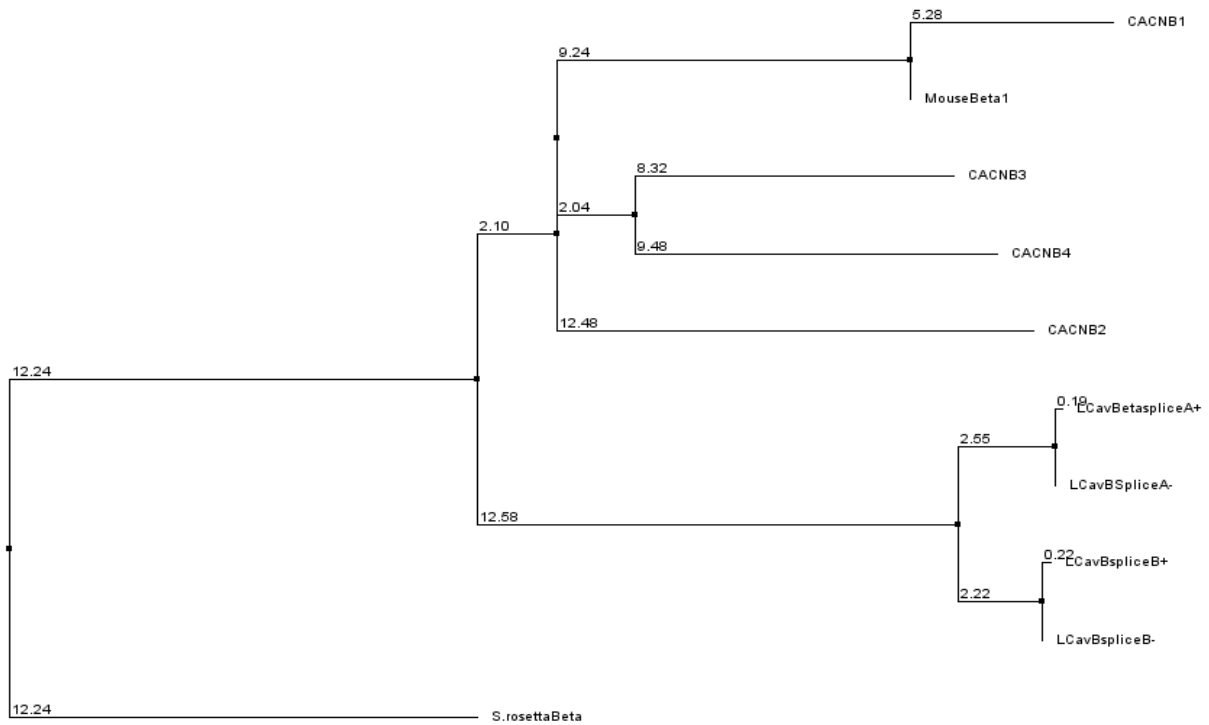 5.28
CACNB1
9.24
MouseBeta1
8.32
CACNB3
2.04
2.10
9.48
CACNB4
12.48
CACNB2
12.24
0.19
LCavBetaspliceA+
2.55
LCavBSpliceA-
12.58
0.22
LCavBspliceB+
2.22
LCavBspliceB-
12.24
S.rosettaBeta